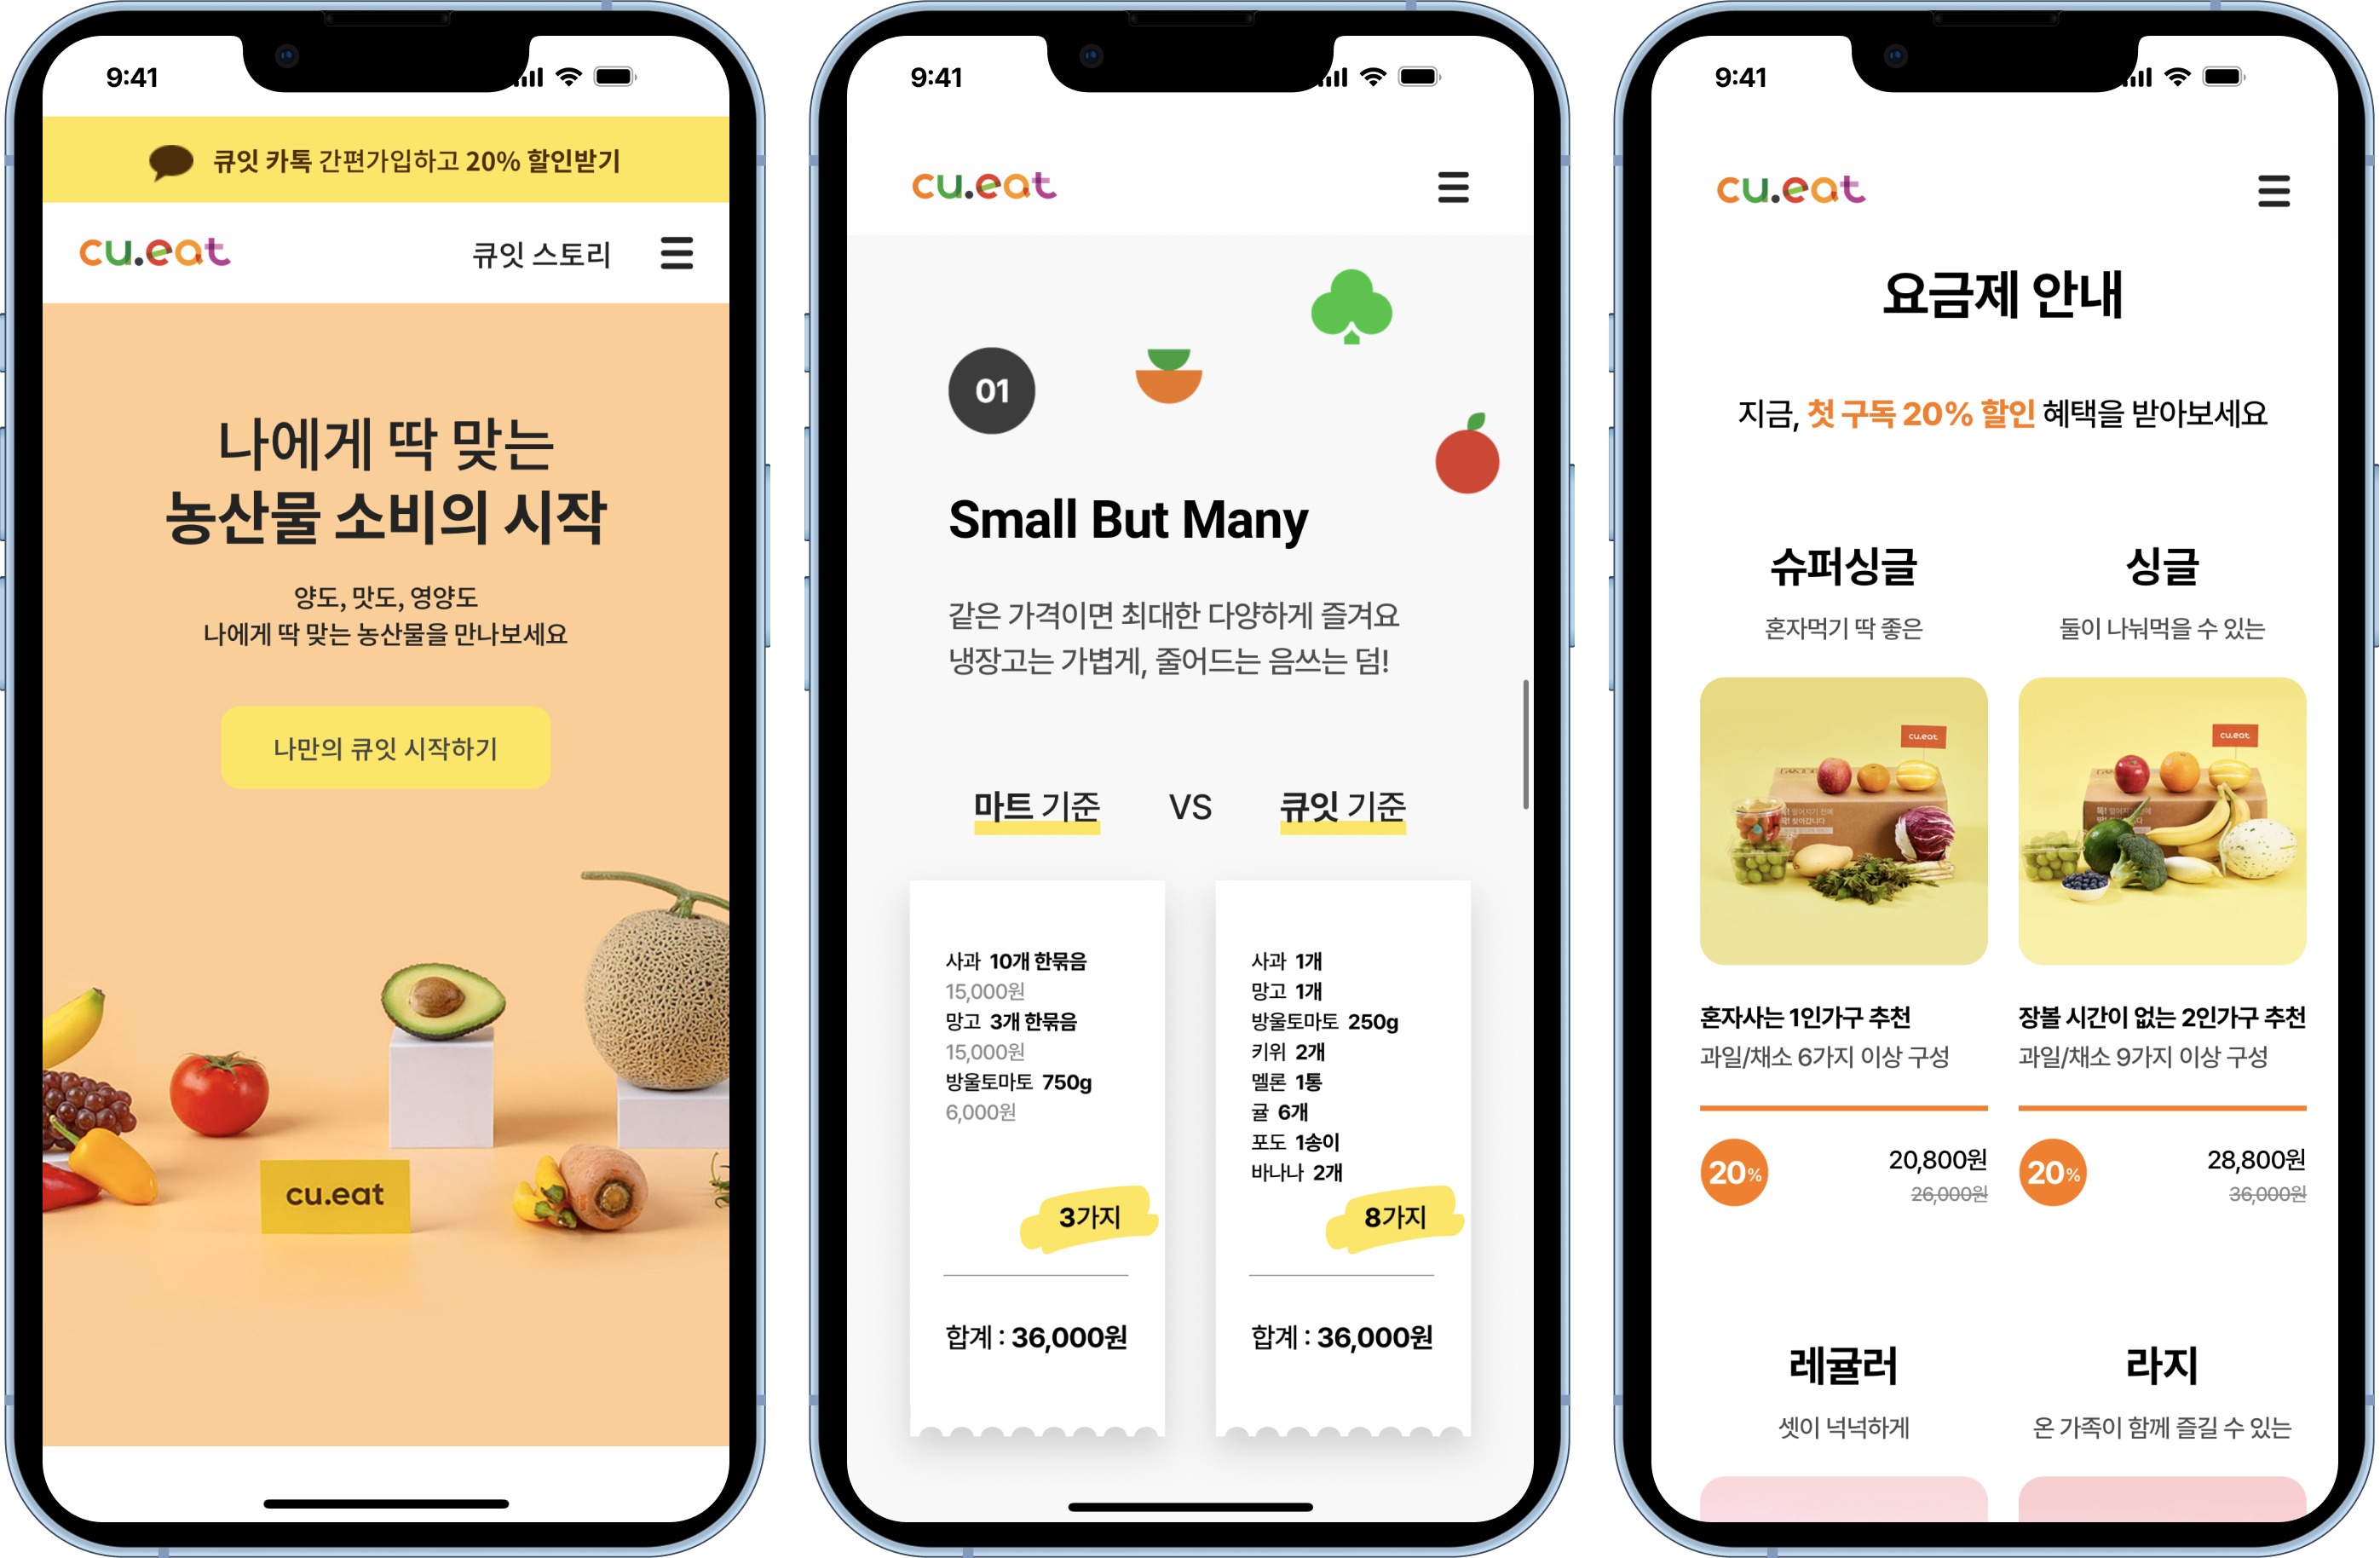 9:41
큐잇 카톡 간편가입하고 20% 할인받기
cu.eat
큐잇 스토리
나에게 딱 맞는
농산물 소비의 시작
양도, 맛도, 영양도
나에게 딱 맞는 농산물을 만나보세요
나만의 큐잇 시작하기
cu.eat
9:41
cu.eat
01
Small But Many
같은 가격이면 최대한 다양하게 즐겨요
냉장고는 가볍게, 줄어드는 음쓰는 덤!
마트 기준 VS 큐잇 기준
사과 10개 한묶음
15,000원
망고 3개 한묶음
15,000원
방울토마토 750g
6,000원
3가지
합계 : 36,000원
사과 1개
망고 1개
방울토마토 250g
키위 2개
멜론 1통
귤 6개
포도 1송이
바나나 2개
8가지
합계 : 36,000원
9:41
cu.eat
요금제 안내
지금, 첫 구독 20% 할인 혜택을 받아보세요
슈퍼싱글
혼자먹기 딱 좋은
cu.eat
혼자사는 1인가구 추천
과일/채소 6가지 이상 구성
20%
20,800원
26,000원
싱글
둘이 나눠먹을 수 있는
cu.eat
장볼 시간이 없는 2인가구 추천
과일/채소 9가지 이상 구성
20%
28,800원
36,000원
레귤러
셋이 넉넉하게
라지
온 가족이 함께 즐길 수 있는